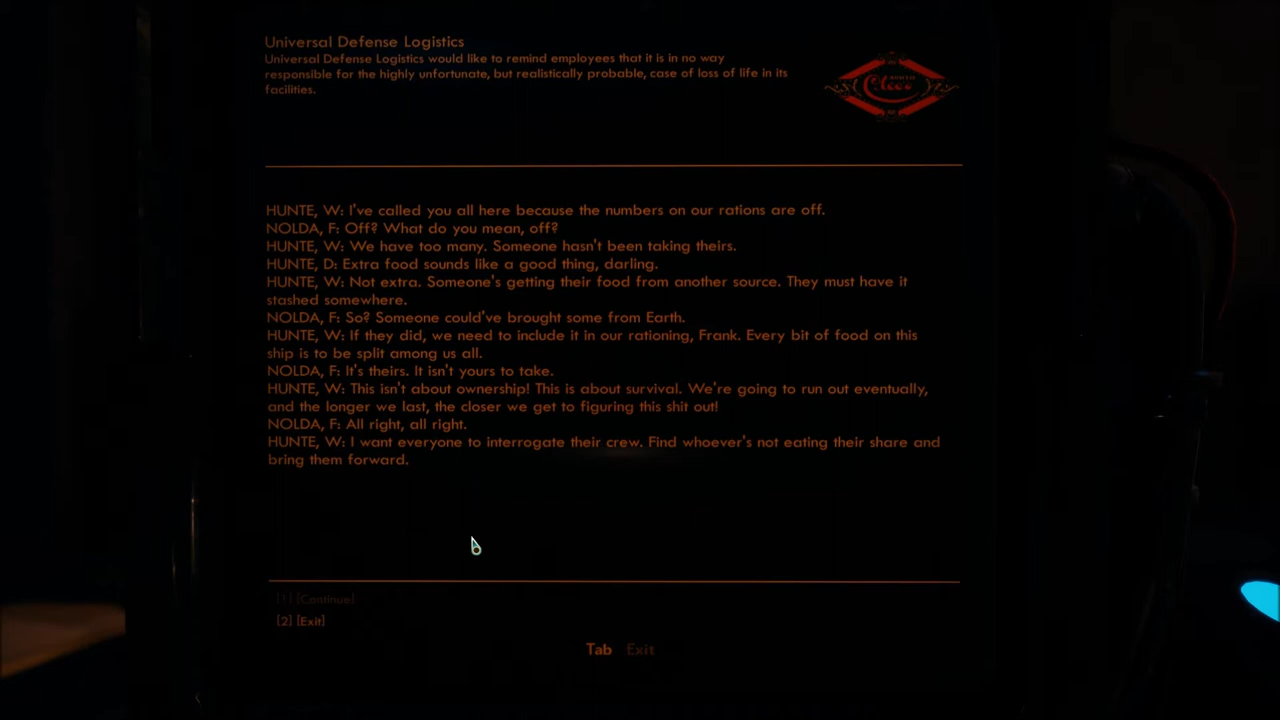 Universal Defense Logistics
Universal Defense Logistics would like to remind employees that it is in no way
responsible for the highly unfortunate, but realistically probable, case of loss of life in its
facilities.
HUNTE, W: I've called you all here because the numbers on our rations are off.
NOLDA, F: Off? What do you mean, off?
HUNTE, W: We have too many. Someone hasn't been taking theirs.
HUNTE, D: Extra food sounds like a good thing, darling.
HUNTE, W: Not extra. Someone's getting their food from another source. They must have it
stashed somewhere.
NOLDA, F: So? Someone could've brought some from Earth.
HUNTE, W: If they did, we need to include it in our rationing, Frank. Every bit of food on this
ship is to be split among us all.
NOLDA, F: It's theirs. It isn't yours to take.
HUNTE, W: This isn't about ownership! This is about survival. We're going to run out eventually,
and the longer we last, the closer we get to figuring this shit out!
NOLDA, F: All right, all right.
HUNTE, W: I want everyone to interrogate their crew. Find whoever's not eating their share and
bring them forward.
[1] [Continue]
[2] [Exit]
Tab Exit